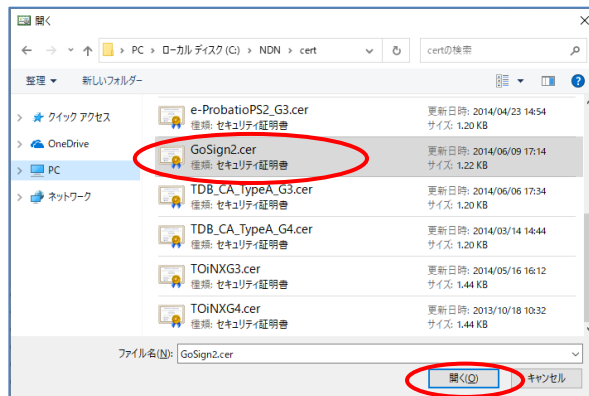 開く
PC › ローカル ディスク (C:) › NDN › cert
certの検索
整理 ▼ 新しいフォルダー
クイック アクセス
OneDrive
PC
ネットワーク
e-ProbatioPS2_G3.cer
種類: セキュリティ証明書
更新日時: 2014/04/23 14:54
サイズ: 1.20 KB
GoSign2.cer
種類: セキュリティ証明書
更新日時: 2014/06/09 17:14
サイズ: 1.22 KB
TDB_CA_TypeA_G3.cer
種類: セキュリティ証明書
更新日時: 2014/06/06 17:34
サイズ: 1.20 KB
TDB_CA_TypeA_G4.cer
種類: セキュリティ証明書
更新日時: 2014/03/14 14:44
サイズ: 1.20 KB
TOiNXG3.cer
種類: セキュリティ証明書
更新日時: 2014/05/16 16:12
サイズ: 1.44 KB
TOiNXG4.cer
種類: セキュリティ証明書
更新日時: 2013/10/18 10:32
サイズ: 1.44 KB
ファイル名(N): GoSign2.cer
開く(O) キャンセル